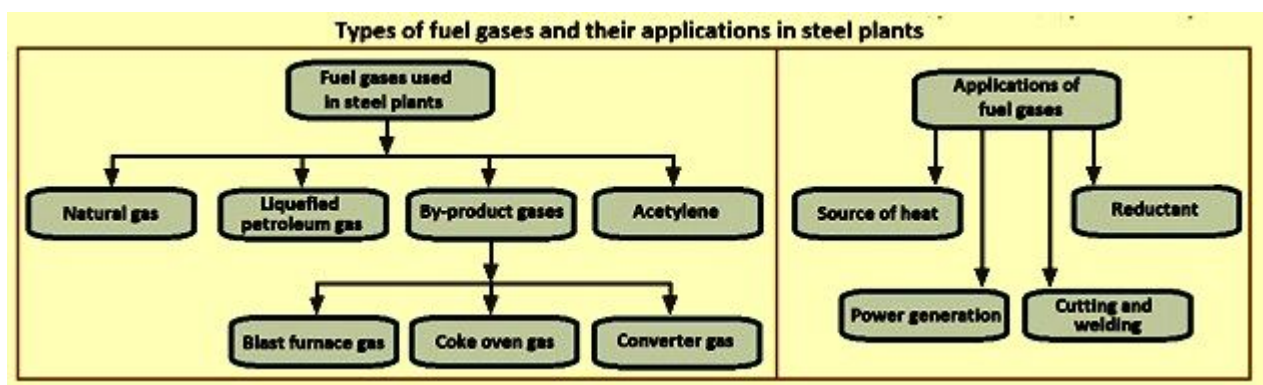 Types of fuel gases and their applications in steel plants
Fuel gases used
in steel plants
Natural gas
Liquefied
petroleum gas
By-product gases
Acetylene
Blast furnace gas
Coke oven gas
Converter gas
Applications of
fuel gases
Source of heat
Reductant
Power generation
Cutting and
welding